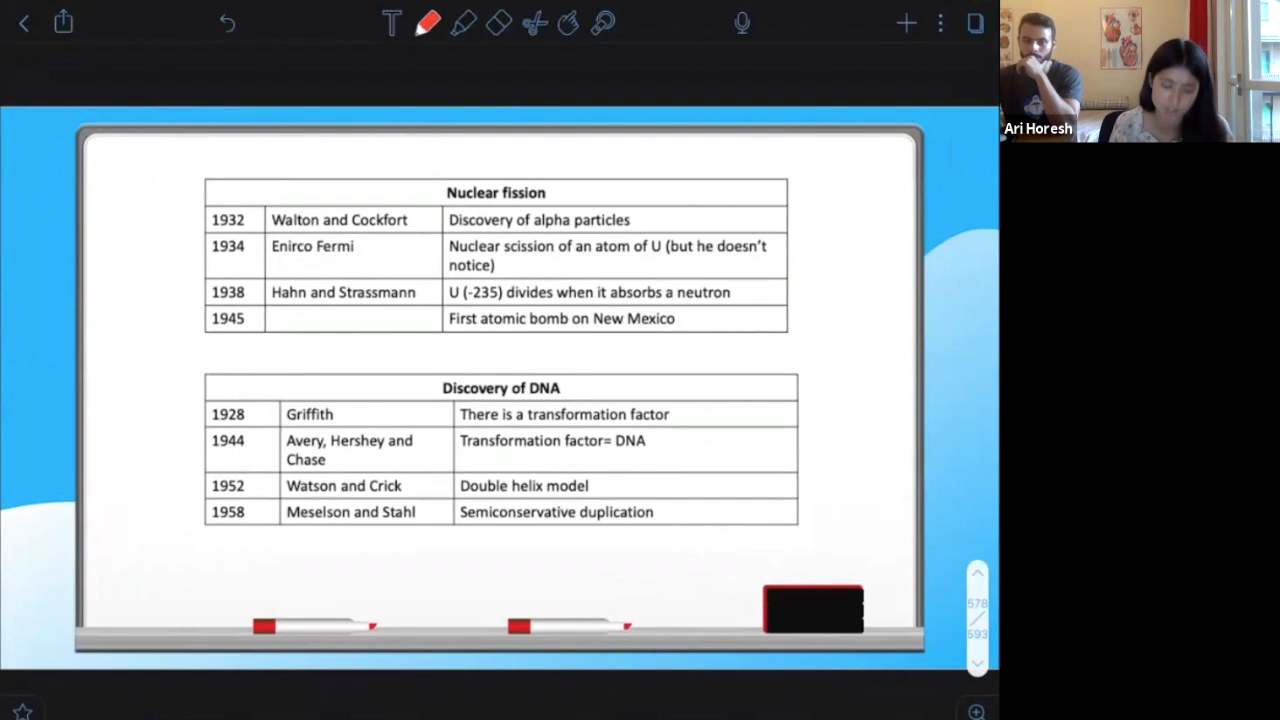 Ari Horesh
Nuclear fission
1932 Walton and Cockfort Discovery of alpha particles
1934 Enirco Fermi Nuclear scission of an atom of U (but he doesn't
notice)
1938 Hahn and Strassmann U (-235) divides when it absorbs a neutron
1945 First atomic bomb on New Mexico
Discovery of DNA
1928 Griffith There is a transformation factor
1944 Avery, Hershey and Transformation factor= DNA
Chase
1952 Watson and Crick Double helix model
1958 Meselson and Stahl Semiconservative duplication
578
593